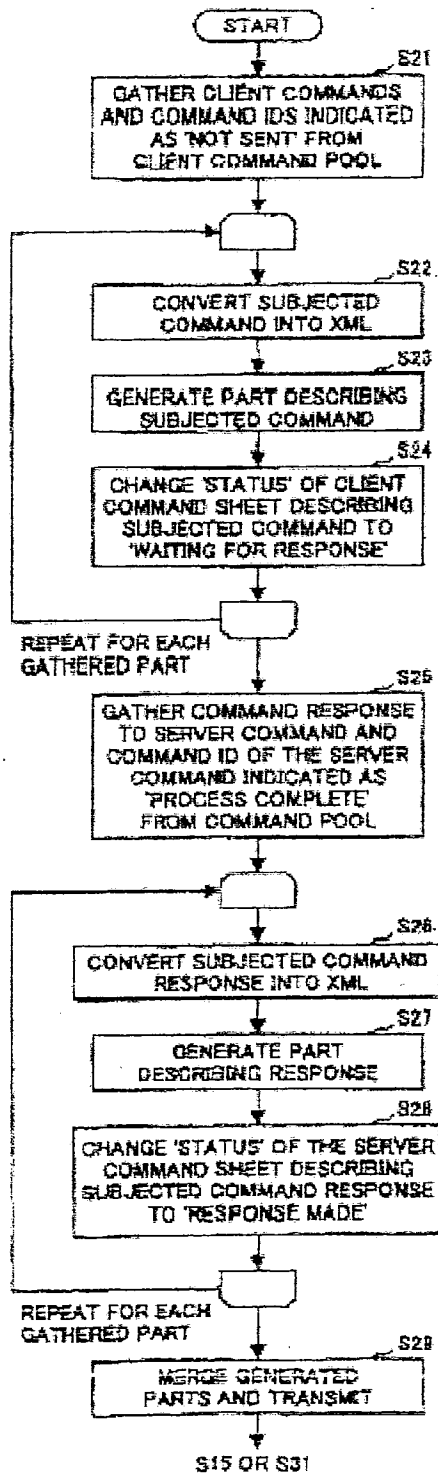 START
S21
GATHER CLIENT COMMANDS
AND COMMAND IDS INDICATED
AS 'NOT SENT' FROM
CLIENT COMMAND POOL
S22
CONVERT SUBJECTED
COMMAND INTO XML
S23
GENERATE PART DESCRIBING
SUBJECTED COMMAND
S24
CHANGE 'STATUS' OF CLIENT
COMMAND SHEET DESCRIBING
SUBJECTED COMMAND TO
'WAITING FOR RESPONSE'
REPEAT FOR EACH
GATHERED PART
S25
GATHER COMMAND RESPONSE
TO SERVER COMMAND AND
COMMAND ID OF THE SERVER
COMMAND INDICATED AS
'PROCESS COMPLETE'
FROM COMMAND POOL
S26
CONVERT SUBJECTED COMMAND
RESPONSE INTO XML
S27
GENERATE PART
DESCRIBING RESPONSE
S28
CHANGE 'STATUS' OF THE SERVER
COMMAND SHEET DESCRIBING
SUBJECTED COMMAND RESPONSE
TO 'RESPONSE MADE'
REPEAT FOR EACH
GATHERED PART
S29
MERGE GENERATED
PARTS AND TRANSMIT
S15 OR S31